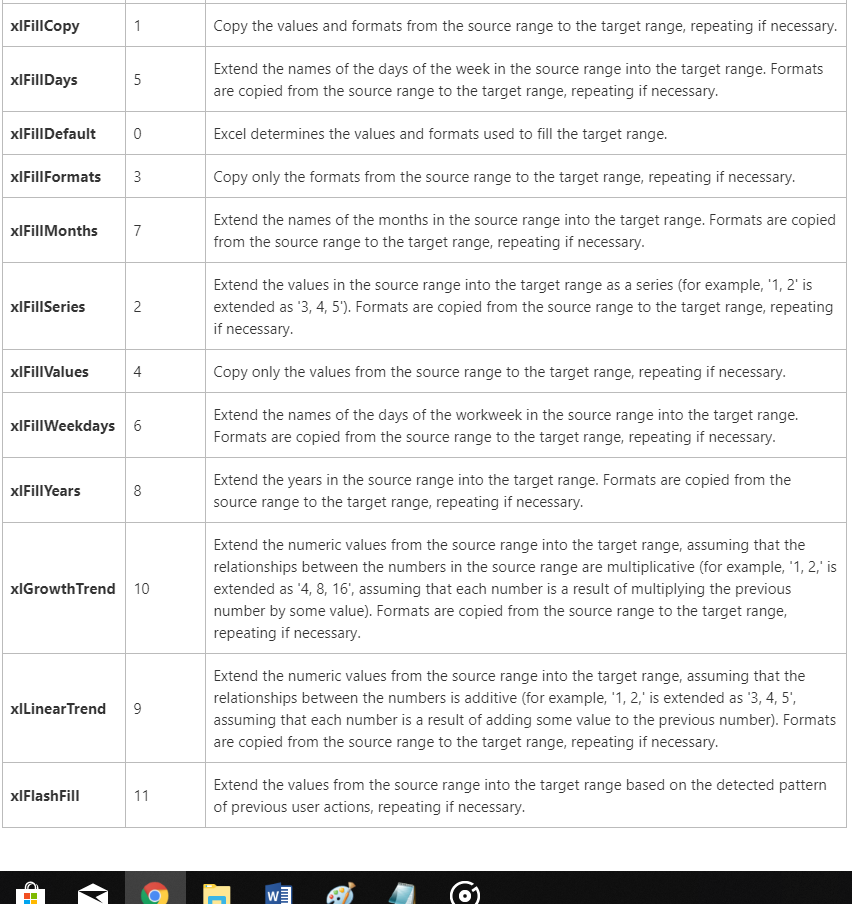 xlFillCopy 1 Copy the values and formats from the source range to the target range, repeating if necessary.
xlFillDays 5 Extend the names of the days of the week in the source range into the target range. Formats
are copied from the source range to the target range, repeating if necessary.
xlFillDefault 0 Excel determines the values and formats used to fill the target range.
xlFillFormats 3 Copy only the formats from the source range to the target range, repeating if necessary.
xlFillMonths 7 Extend the names of the months in the source range into the target range. Formats are copied
from the source range to the target range, repeating if necessary.
xlFillSeries 2 Extend the values in the source range into the target range as a series (for example, '1, 2' is
extended as '3, 4, 5'). Formats are copied from the source range to the target range, repeating
if necessary.
xlFillValues 4 Copy only the values from the source range to the target range, repeating if necessary.
xlFillWeekdays 6 Extend the names of the days of the workweek in the source range into the target range.
Formats are copied from the source range to the target range, repeating if necessary.
xlFillYears 8 Extend the years in the source range into the target range. Formats are copied from the
source range to the target range, repeating if necessary.
xlGrowthTrend 10 Extend the numeric values from the source range into the target range, assuming that the
relationships between the numbers in the source range are multiplicative (for example, '1, 2,' is
extended as '4, 8, 16', assuming that each number is a result of multiplying the previous
number by some value). Formats are copied from the source range to the target range,
repeating if necessary.
xlLinearTrend 9 Extend the numeric values from the source range into the target range, assuming that the
relationships between the numbers is additive (for example, '1, 2,' is extended as '3, 4, 5',
assuming that each number is a result of adding some value to the previous number). Formats
are copied from the source range to the target range, repeating if necessary.
xlFlashFill 11 Extend the values from the source range into the target range based on the detected pattern
of previous user actions, repeating if necessary.
W